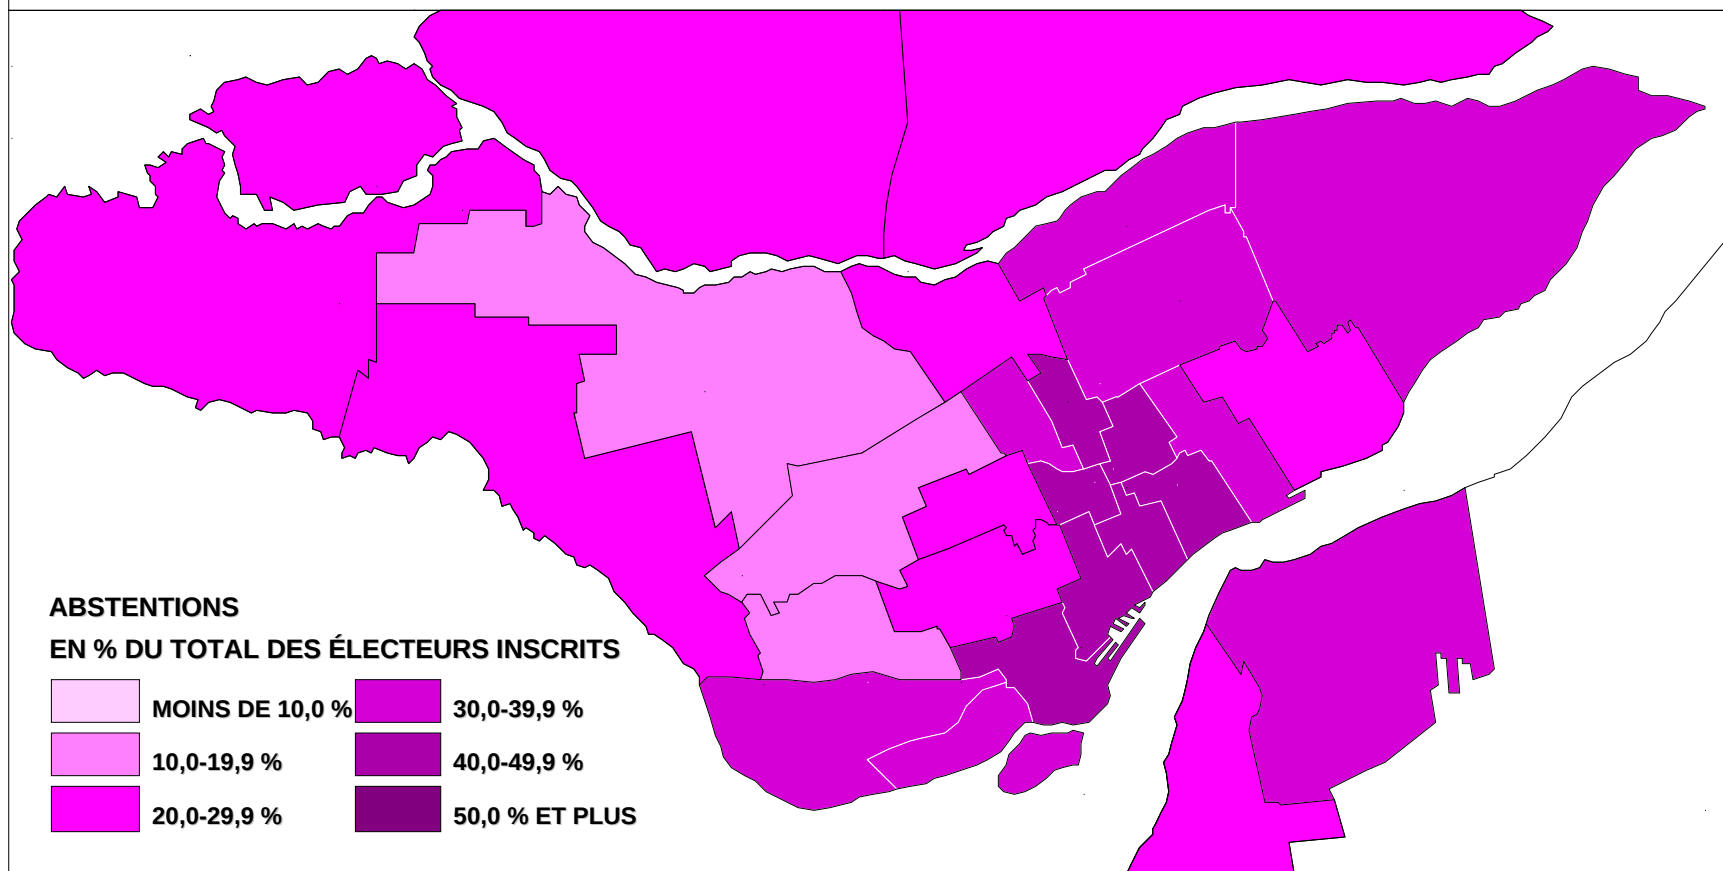 ABSTENTIONS
EN % DU TOTAL DES ÉLECTEURS INSCRITS
MOINS DE 10,0 %
10,0-19,9 %
20,0-29,9 %
30,0-39,9 %
40,0-49,9 %
50,0 % ET PLUS